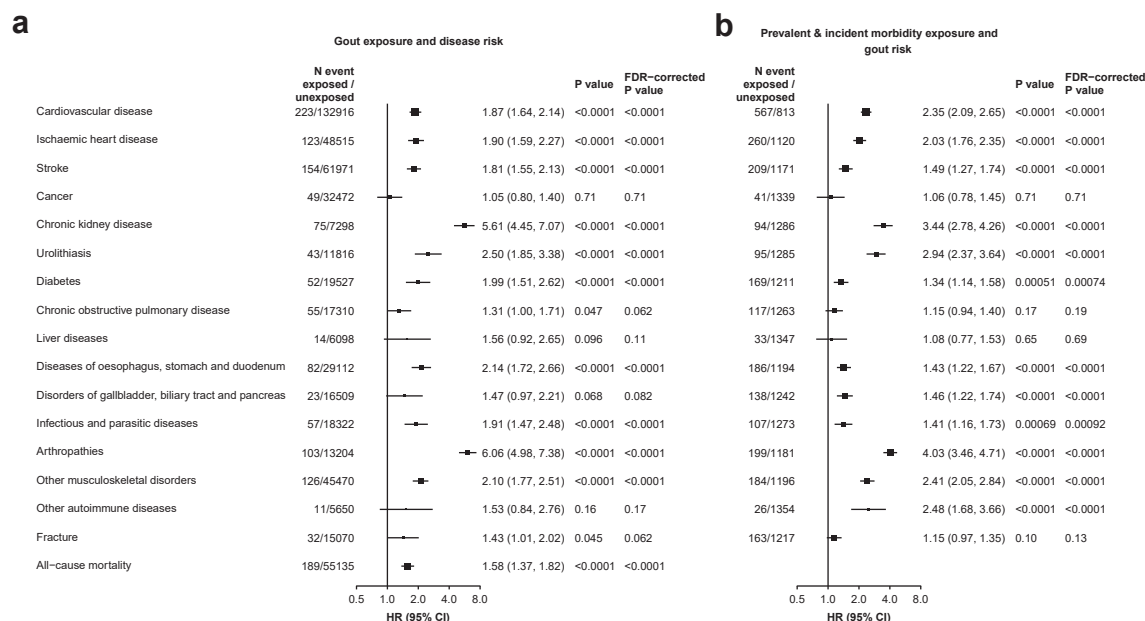 a
Gout exposure and disease risk
N event
exposed /
unexposed
P value
FDR−corrected
P value
Cardiovascular disease 223/132916 1.87 (1.64, 2.14) <0.0001 <0.0001
Ischaemic heart disease 123/48515 1.90 (1.59, 2.27) <0.0001 <0.0001
Stroke 154/61971 1.81 (1.55, 2.13) <0.0001 <0.0001
Cancer 49/32472 1.05 (0.80, 1.40) 0.71 0.71
Chronic kidney disease 75/7298 5.61 (4.45, 7.07) <0.0001 <0.0001
Urolithiasis 43/11816 2.50 (1.85, 3.38) <0.0001 <0.0001
Diabetes 52/19527 1.99 (1.51, 2.62) <0.0001 <0.0001
Chronic obstructive pulmonary disease 55/17310 1.31 (1.00, 1.71) 0.047 0.062
Liver diseases 14/6098 1.56 (0.92, 2.65) 0.096 0.11
Diseases of oesophagus, stomach and duodenum 82/29112 2.14 (1.72, 2.66) <0.0001 <0.0001
Disorders of gallbladder, biliary tract and pancreas 23/16509 1.47 (0.97, 2.21) 0.068 0.082
Infectious and parasitic diseases 57/18322 1.91 (1.47, 2.48) <0.0001 <0.0001
Arthropathies 103/13204 6.06 (4.98, 7.38) <0.0001 <0.0001
Other musculoskeletal disorders 126/45470 2.10 (1.77, 2.51) <0.0001 <0.0001
Other autoimmune diseases 11/5650 1.53 (0.84, 2.76) 0.16 0.17
Fracture 32/15070 1.43 (1.01, 2.02) 0.045 0.062
All−cause mortality 189/55135 1.58 (1.37, 1.82) <0.0001 <0.0001
0.5 1.0 2.0 4.0 8.0
HR (95% CI)
b
Prevalent & incident morbidity exposure and
gout risk
N event
exposed /
unexposed
P value
FDR−corrected
P value
567/813 2.35 (2.09, 2.65) <0.0001 <0.0001
260/1120 2.03 (1.76, 2.35) <0.0001 <0.0001
209/1171 1.49 (1.27, 1.74) <0.0001 <0.0001
41/1339 1.06 (0.78, 1.45) 0.71 0.71
94/1286 3.44 (2.78, 4.26) <0.0001 <0.0001
95/1285 2.94 (2.37, 3.64) <0.0001 <0.0001
169/1211 1.34 (1.14, 1.58) 0.00051 0.00074
117/1263 1.15 (0.94, 1.40) 0.17 0.19
33/1347 1.08 (0.77, 1.53) 0.65 0.69
186/1194 1.43 (1.22, 1.67) <0.0001 <0.0001
138/1242 1.46 (1.22, 1.74) <0.0001 <0.0001
107/1273 1.41 (1.16, 1.73) 0.00069 0.00092
199/1181 4.03 (3.46, 4.71) <0.0001 <0.0001
184/1196 2.41 (2.05, 2.84) <0.0001 <0.0001
26/1354 2.48 (1.68, 3.66) <0.0001 <0.0001
163/1217 1.15 (0.97, 1.35) 0.10 0.13
0.5 1.0 2.0 4.0 8.0
HR (95% CI)